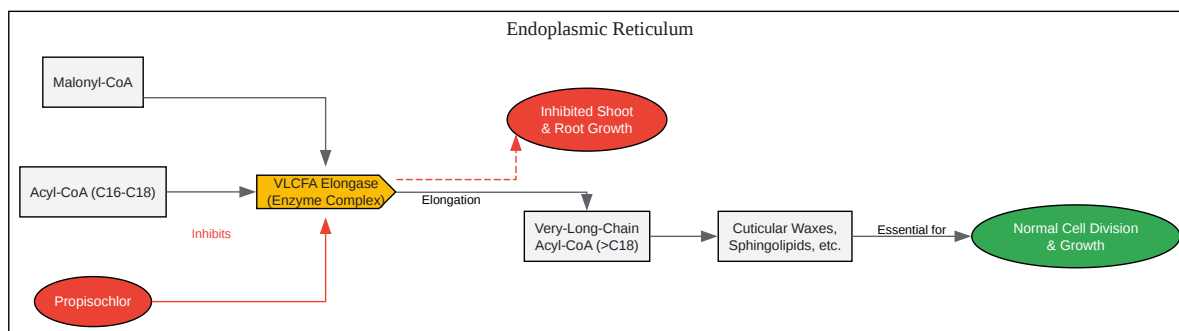 Endoplasmic Reticulum
Malonyl-CoA
Inhibited Shoot
& Root Growth
Acyl-CoA (C16-C18)
VLCFA Elongase
(Enzyme Complex)
Elongation
Inhibits
Very-Long-Chain
Acyl-CoA (>C18)
Cuticular Waxes,
Sphingolipids, etc.
Essential for
Normal Cell Division
& Growth
Propisochlor